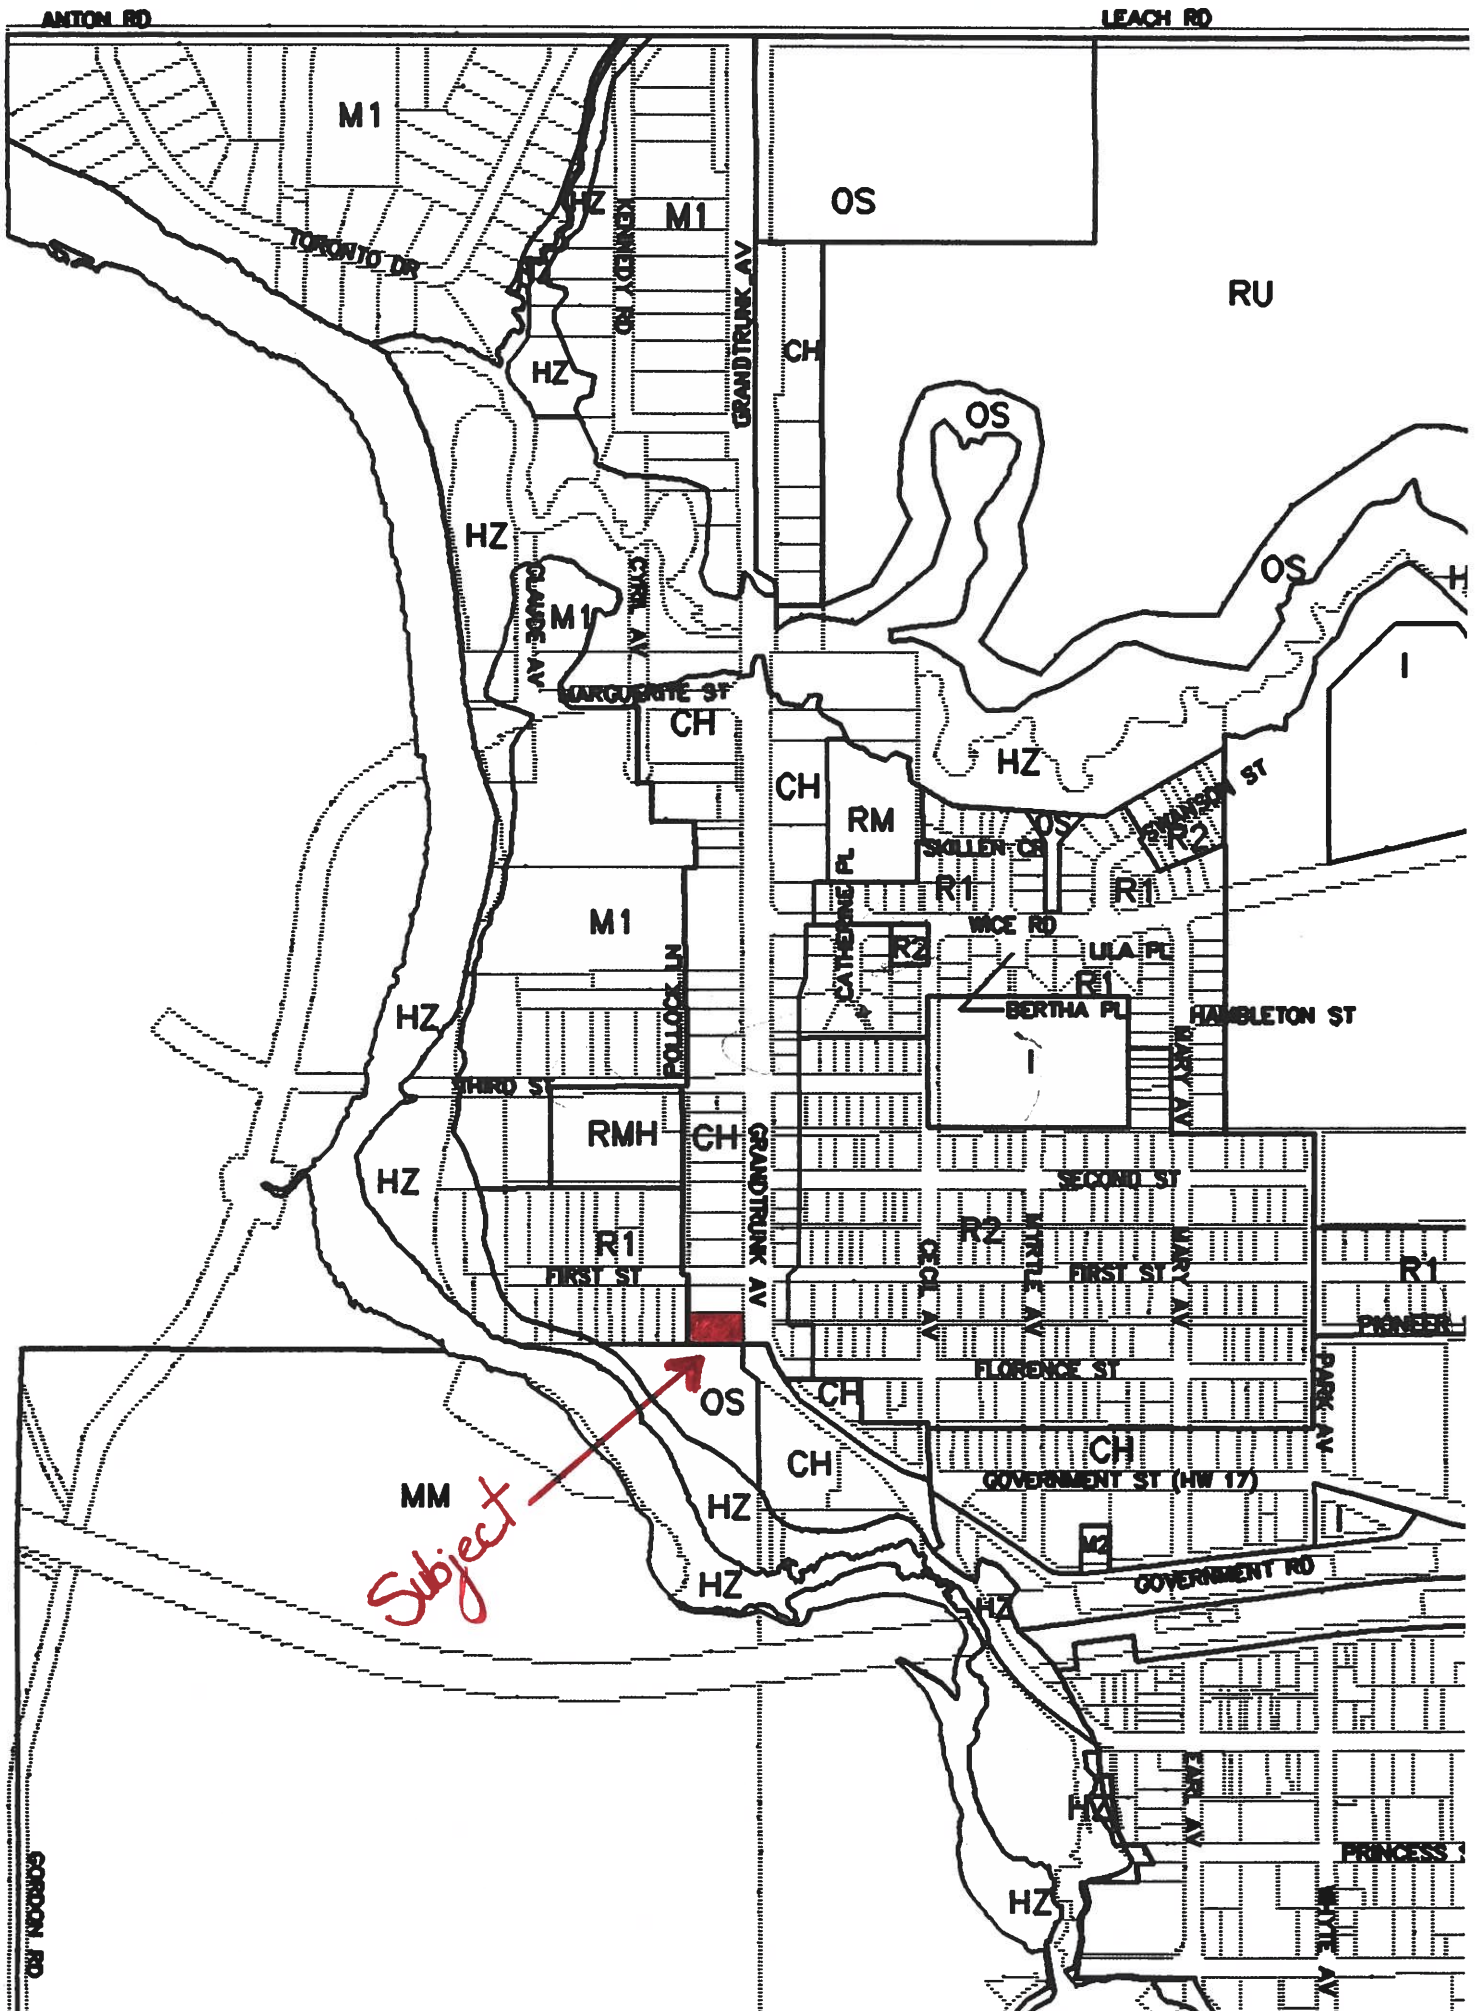 ANTON RD
LEACH RD
M1
HZ
KENNEDY RD
M1
OS
TORONTO DR
GRANDTRUNK AV
RU
HZ
CH
OS
HZ
CLAUDE AV
M1
CYRIL AV
OS
H
I
MARGUERITE ST
CH
HZ
CH
RM
OS
SWANSON ST
R2
SKILLEN CR
R1
R1
CATHERINE PL
M1
POLLOCK LN
WICE RD
R2
LILA PL
R1
BERTHA PL
HAMBLETON ST
HZ
I
MARY AV
THIRD ST
RMH
CH
GRANDTRUNK AV
HZ
SECOND ST
R2
R1
CECIL AV
MYRTLE AV
MARY AV
FIRST ST
FIRST ST
R1
PIONEER
OS
FLORENCE ST
PARK AV
CH
CH
CH
GOVERNMENT ST (HW 17)
MM
Subject
HZ
I
M2
GOVERNMENT RD
HZ
HZ
HZ
EARL AV
PRINCESS S
GORDON RD
HZ
WHYTE AV